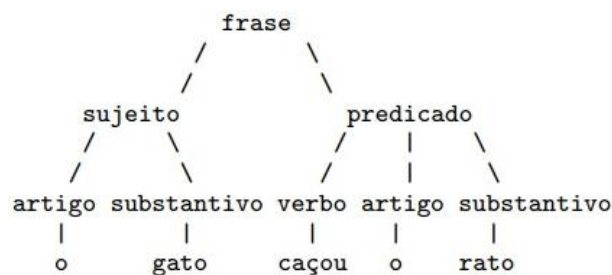 frase
sujeito predicado
artigo substantivo verbo artigo substantivo
o gato caçou o rato